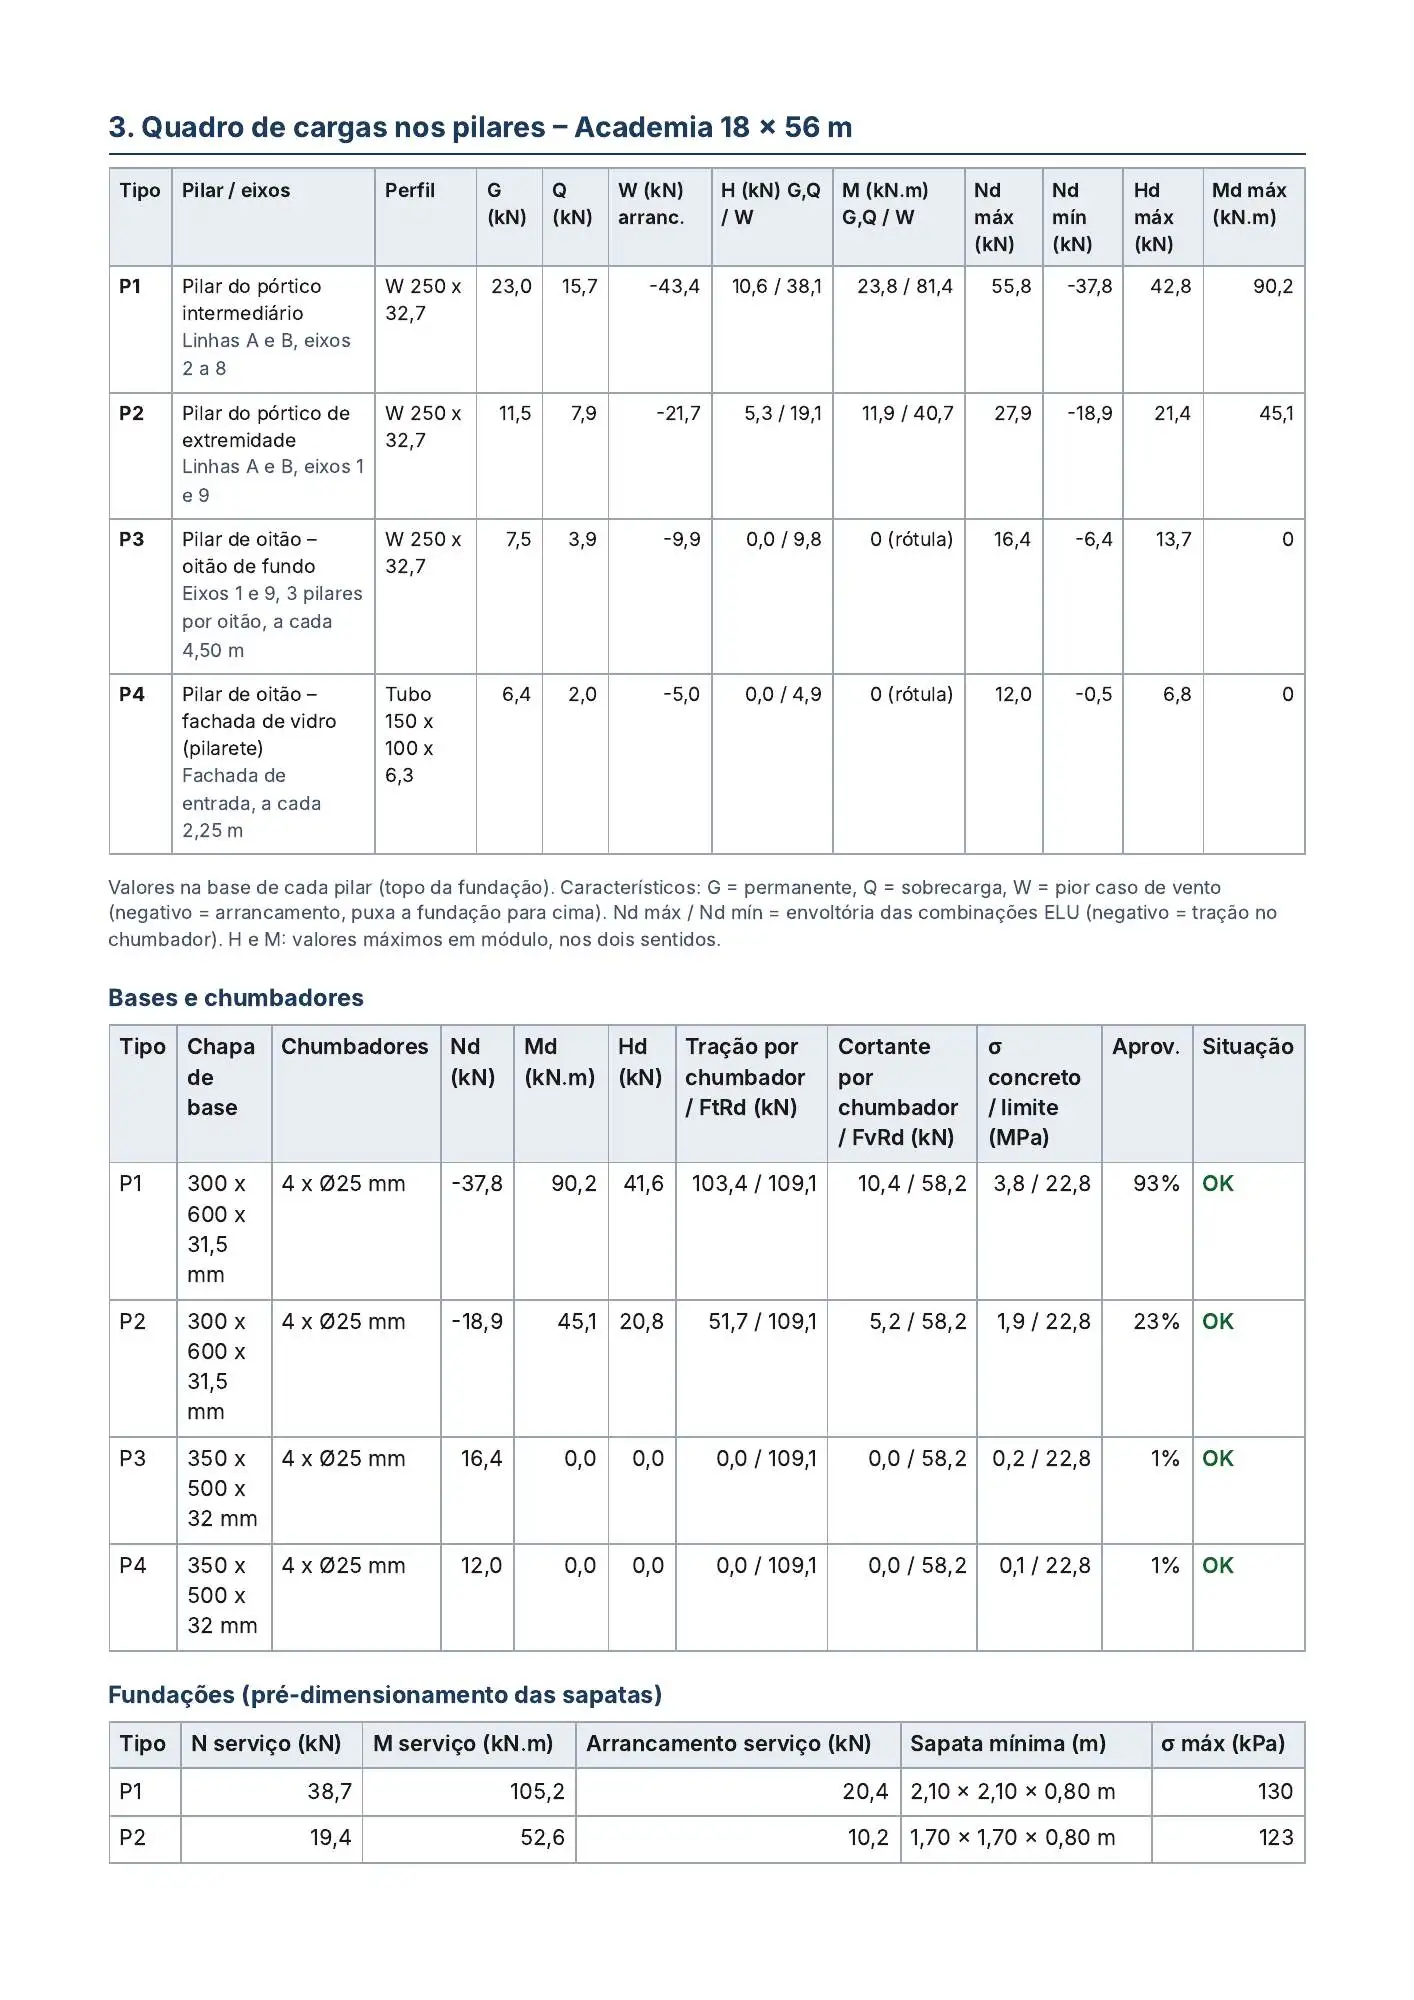 3. Quadro de cargas nos pilares – Academia 18 × 56 m
Tipo | Pilar / eixos | Perfil | G (kN) | Q (kN) | W (kN) arranc. | H (kN) G,Q / W | M (kN.m) G,Q / W | Nd máx (kN) | Nd mín (kN) | Hd máx (kN) | Md máx (kN.m)
P1 | Pilar do pórtico intermediário Linhas A e B, eixos 2 a 8 | W 250 x 32,7 | 23,0 | 15,7 | -43,4 | 10,6 / 38,1 | 23,8 / 81,4 | 55,8 | -37,8 | 42,8 | 90,2
P2 | Pilar do pórtico de extremidade Linhas A e B, eixos 1 e 9 | W 250 x 32,7 | 11,5 | 7,9 | -21,7 | 5,3 / 19,1 | 11,9 / 40,7 | 27,9 | -18,9 | 21,4 | 45,1
P3 | Pilar de oitão – oitão de fundo Eixos 1 e 9, 3 pilares por oitão, a cada 4,50 m | W 250 x 32,7 | 7,5 | 3,9 | -9,9 | 0,0 / 9,8 | 0 (rótula) | 16,4 | -6,4 | 13,7 | 0
P4 | Pilar de oitão – fachada de vidro (pilarete) Fachada de entrada, a cada 2,25 m | Tubo 150 x 100 x 6,3 | 6,4 | 2,0 | -5,0 | 0,0 / 4,9 | 0 (rótula) | 12,0 | -0,5 | 6,8 | 0
Valores na base de cada pilar (topo da fundação). Característicos: G = permanente, Q = sobrecarga, W = pior caso de vento
(negativo = arrancamento, puxa a fundação para cima). Nd máx / Nd mín = envoltória das combinações ELU (negativo = tração no
chumbador). H e M: valores máximos em módulo, nos dois sentidos.
Bases e chumbadores
Tipo | Chapa de base | Chumbadores | Nd (kN) | Md (kN.m) | Hd (kN) | Tração por chumbador / FtRd (kN) | Cortante por chumbador / FvRd (kN) | σ concreto / limite (MPa) | Aprov. | Situação
P1 | 300 x 600 x 31,5 mm | 4 x Ø25 mm | -37,8 | 90,2 | 41,6 | 103,4 / 109,1 | 10,4 / 58,2 | 3,8 / 22,8 | 93% | OK
P2 | 300 x 600 x 31,5 mm | 4 x Ø25 mm | -18,9 | 45,1 | 20,8 | 51,7 / 109,1 | 5,2 / 58,2 | 1,9 / 22,8 | 23% | OK
P3 | 350 x 500 x 32 mm | 4 x Ø25 mm | 16,4 | 0,0 | 0,0 | 0,0 / 109,1 | 0,0 / 58,2 | 0,2 / 22,8 | 1% | OK
P4 | 350 x 500 x 32 mm | 4 x Ø25 mm | 12,0 | 0,0 | 0,0 | 0,0 / 109,1 | 0,0 / 58,2 | 0,1 / 22,8 | 1% | OK
Fundações (pré-dimensionamento das sapatas)
Tipo | N serviço (kN) | M serviço (kN.m) | Arrancamento serviço (kN) | Sapata mínima (m) | σ máx (kPa)
P1 | 38,7 | 105,2 | 20,4 | 2,10 × 2,10 × 0,80 m | 130
P2 | 19,4 | 52,6 | 10,2 | 1,70 × 1,70 × 0,80 m | 123